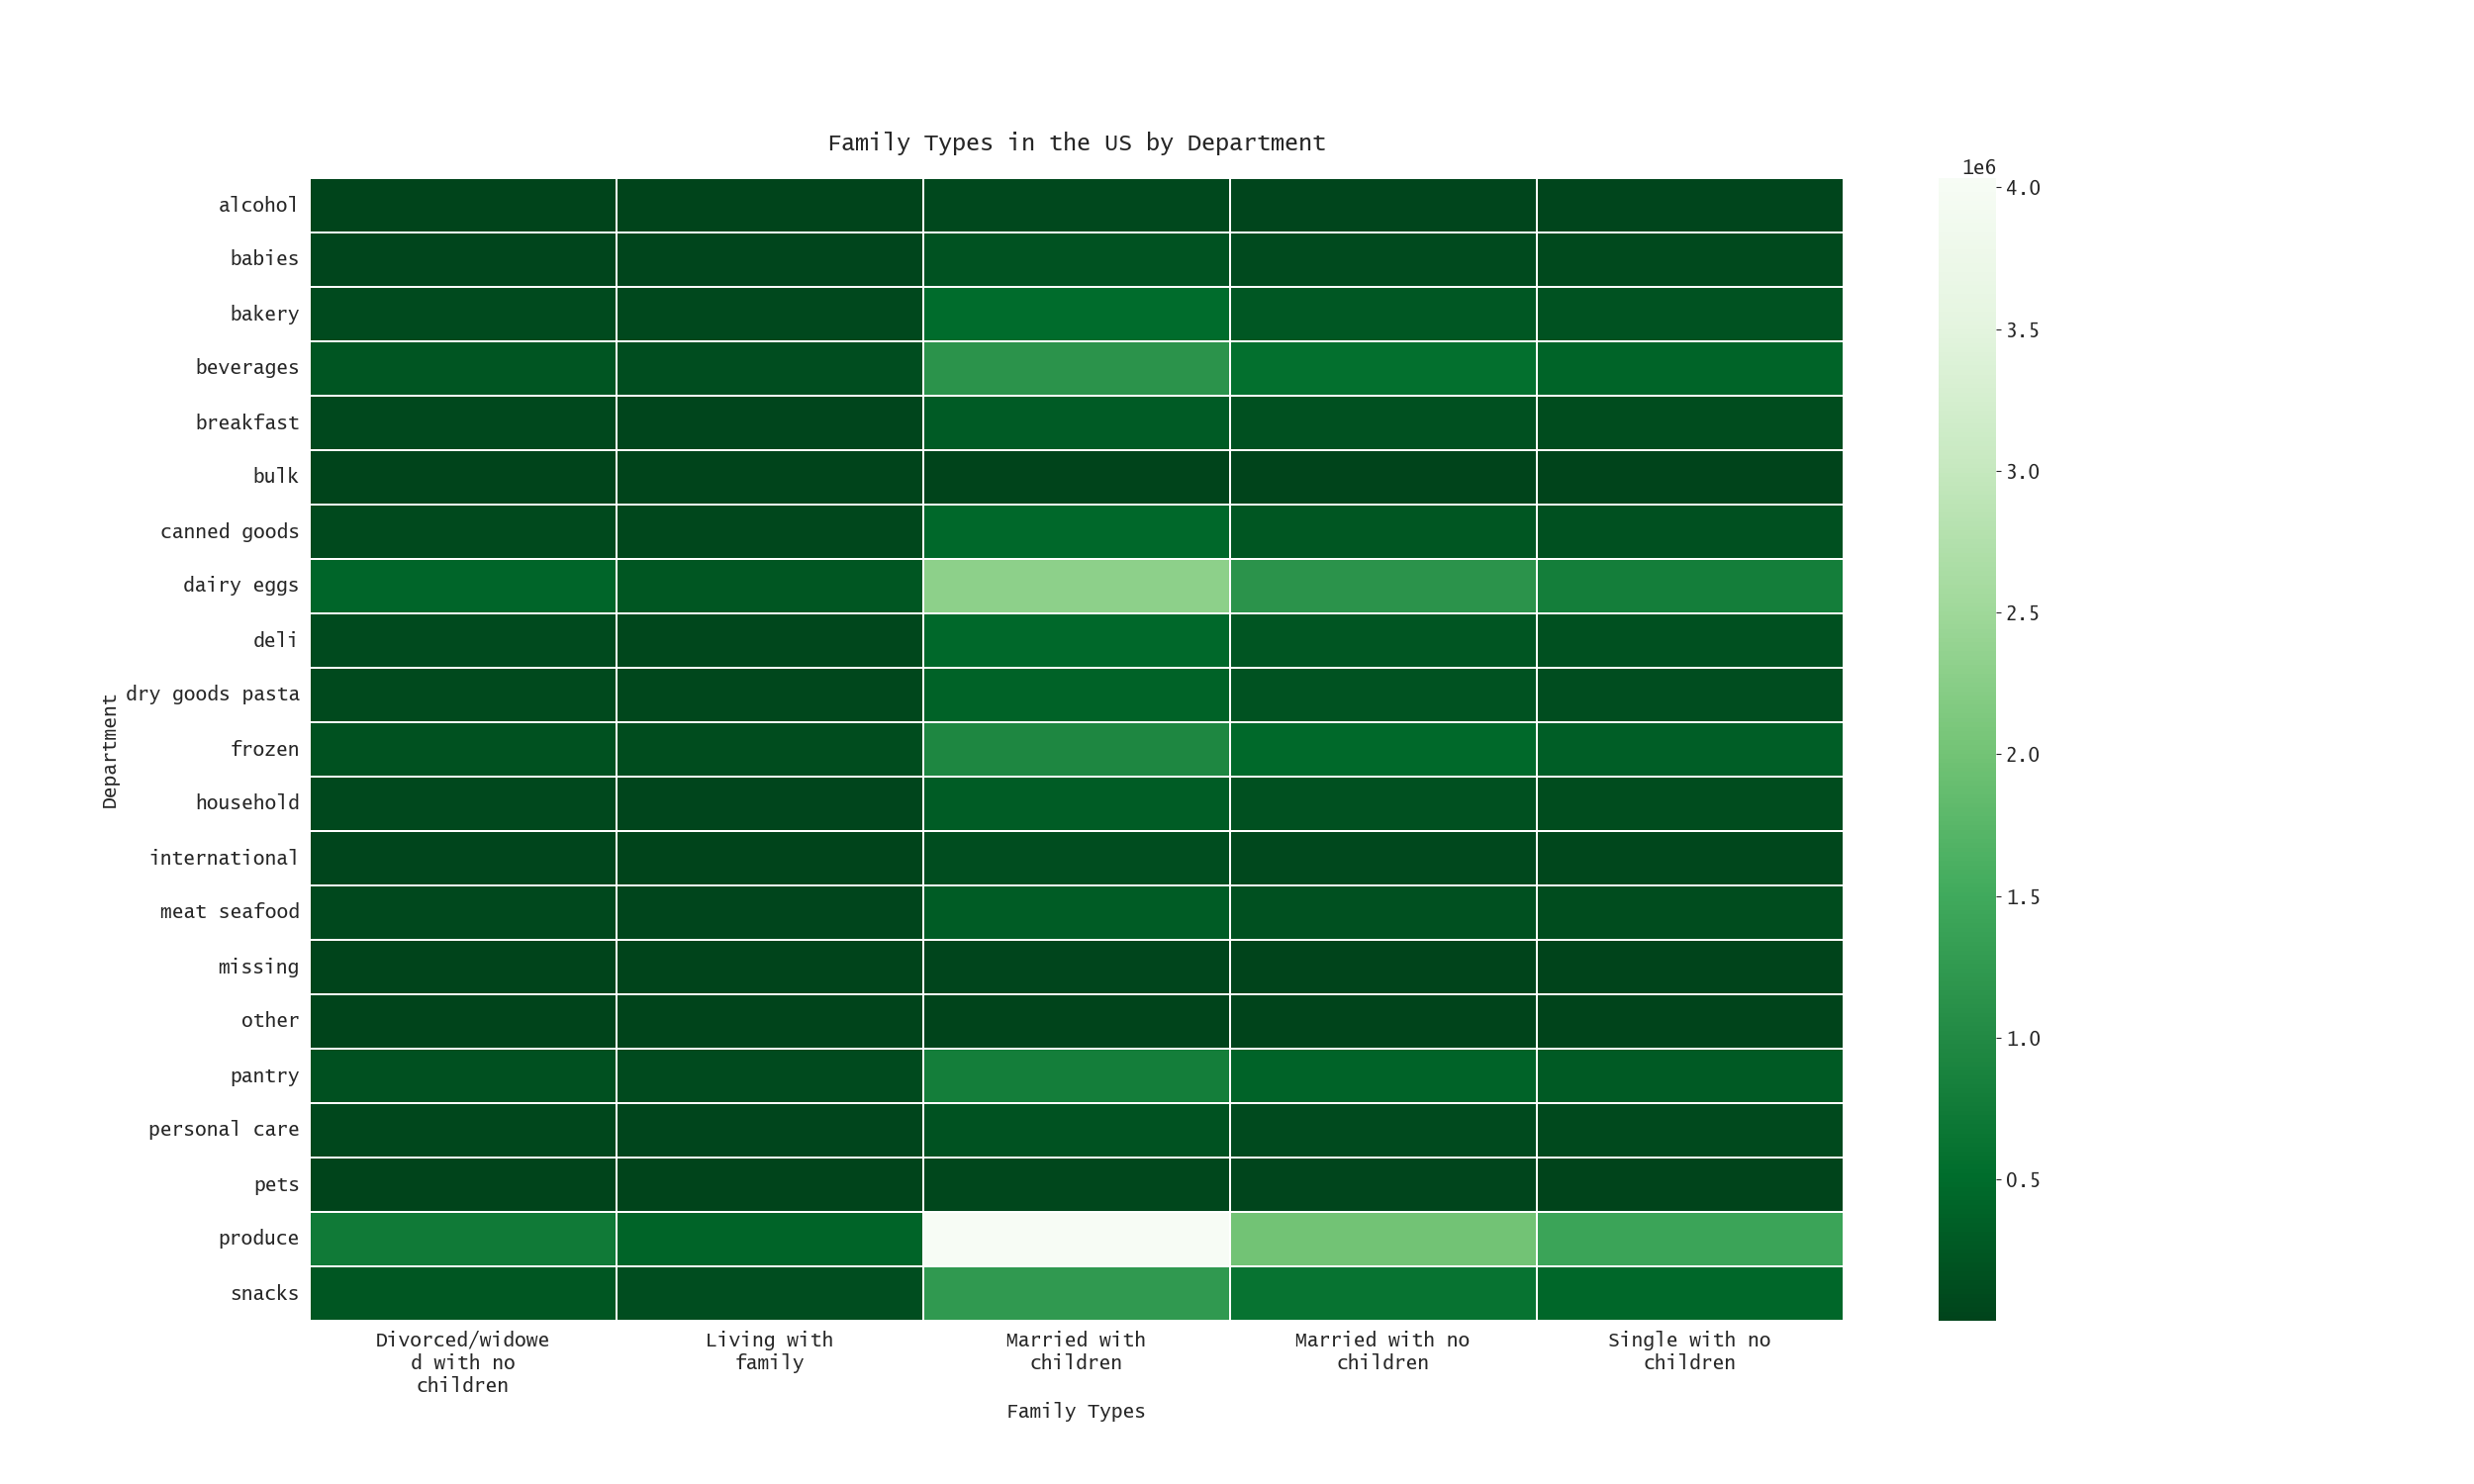 Family Types in the US by Department
1e6
4.0
3.5
3.0
2.5
2.0
1.5
1.0
0.5
Department
alcohol
babies
bakery
beverages
breakfast
bulk
canned goods
dairy eggs
deli
dry goods pasta
frozen
household
international
meat seafood
missing
other
pantry
personal care
pets
produce
snacks
Divorced/widowe
d with no
children
Living with
family
Married with
children
Married with no
children
Single with no
children
Family Types